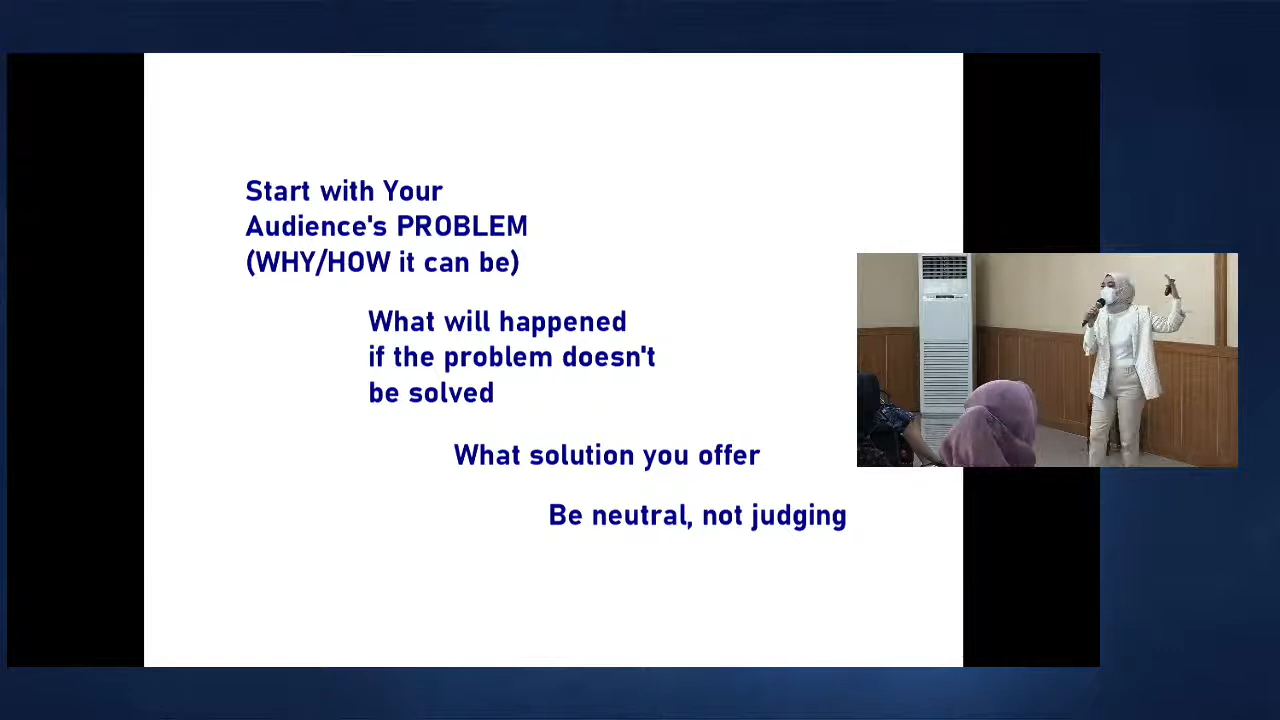 Start with Your
Audience's PROBLEM
(WHY/HOW it can be)
What will happened
if the problem doesn't
be solved
What solution you offer
Be neutral, not judging